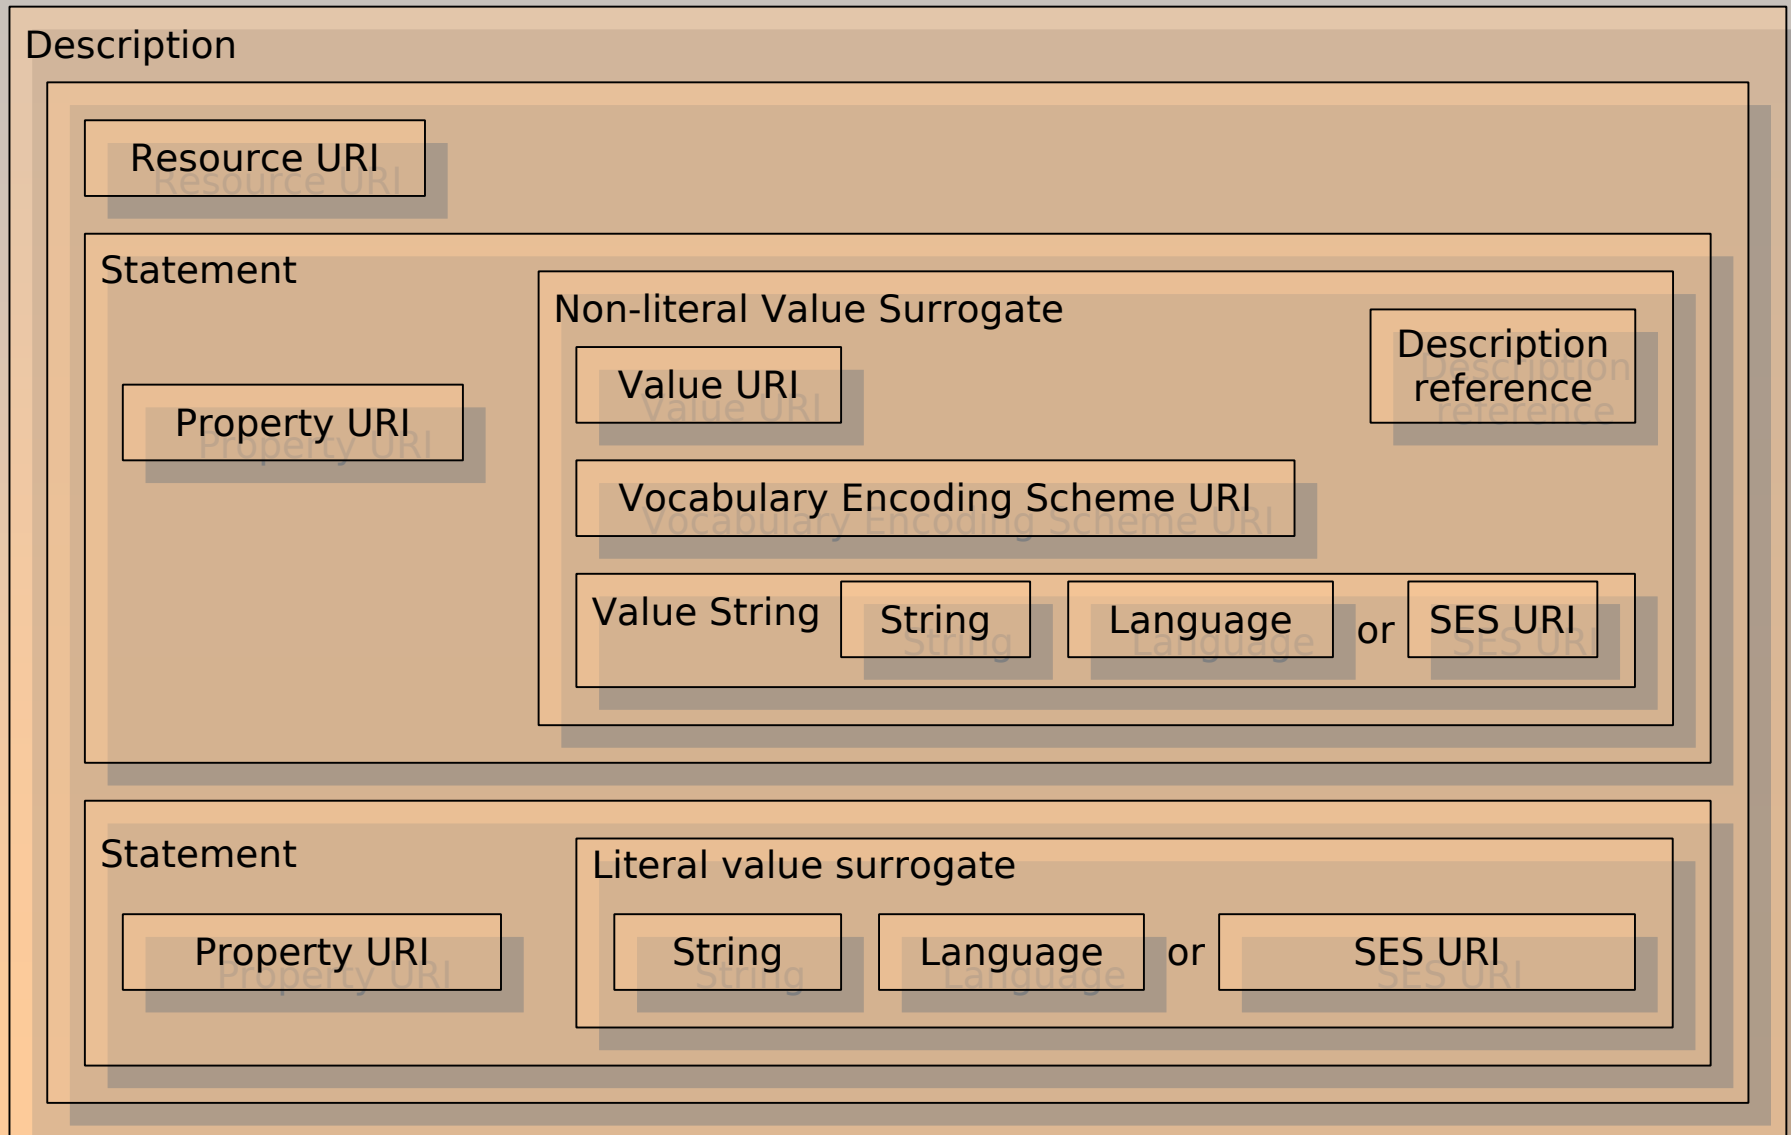 Description
Resource URI
Statement
Non-literal Value Surrogate
Description
reference
Value URI
Property URI
Vocabulary Encoding Scheme URI
Value String String Language or SES URI
Statement
Literal value surrogate
Property URI String Language or SES URI